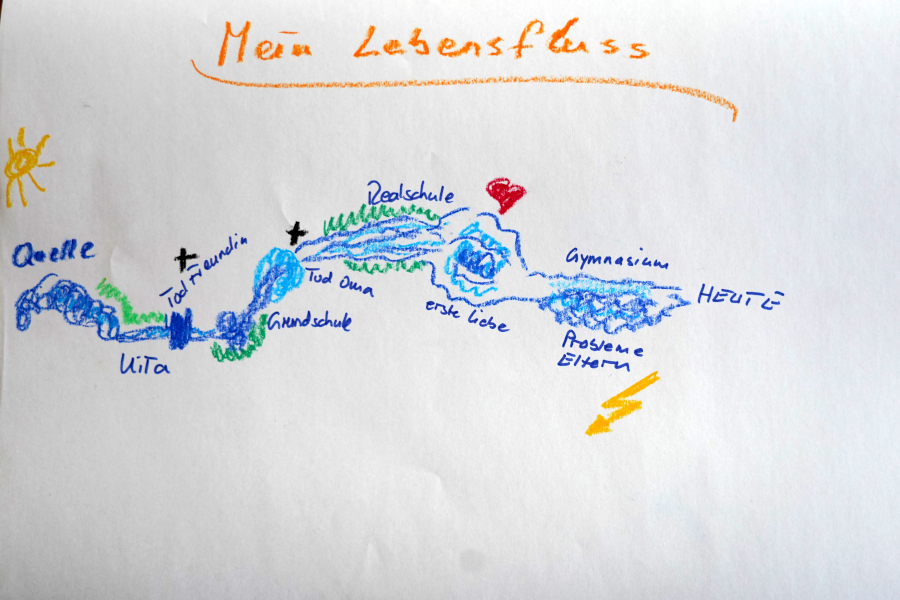 Mein Lebensfluss
Quelle
KiTa
Tod Freundin
Grundschule
Tod Oma
Realschule
erste Liebe
Gymnasium
Probleme
Eltern
HEUTE